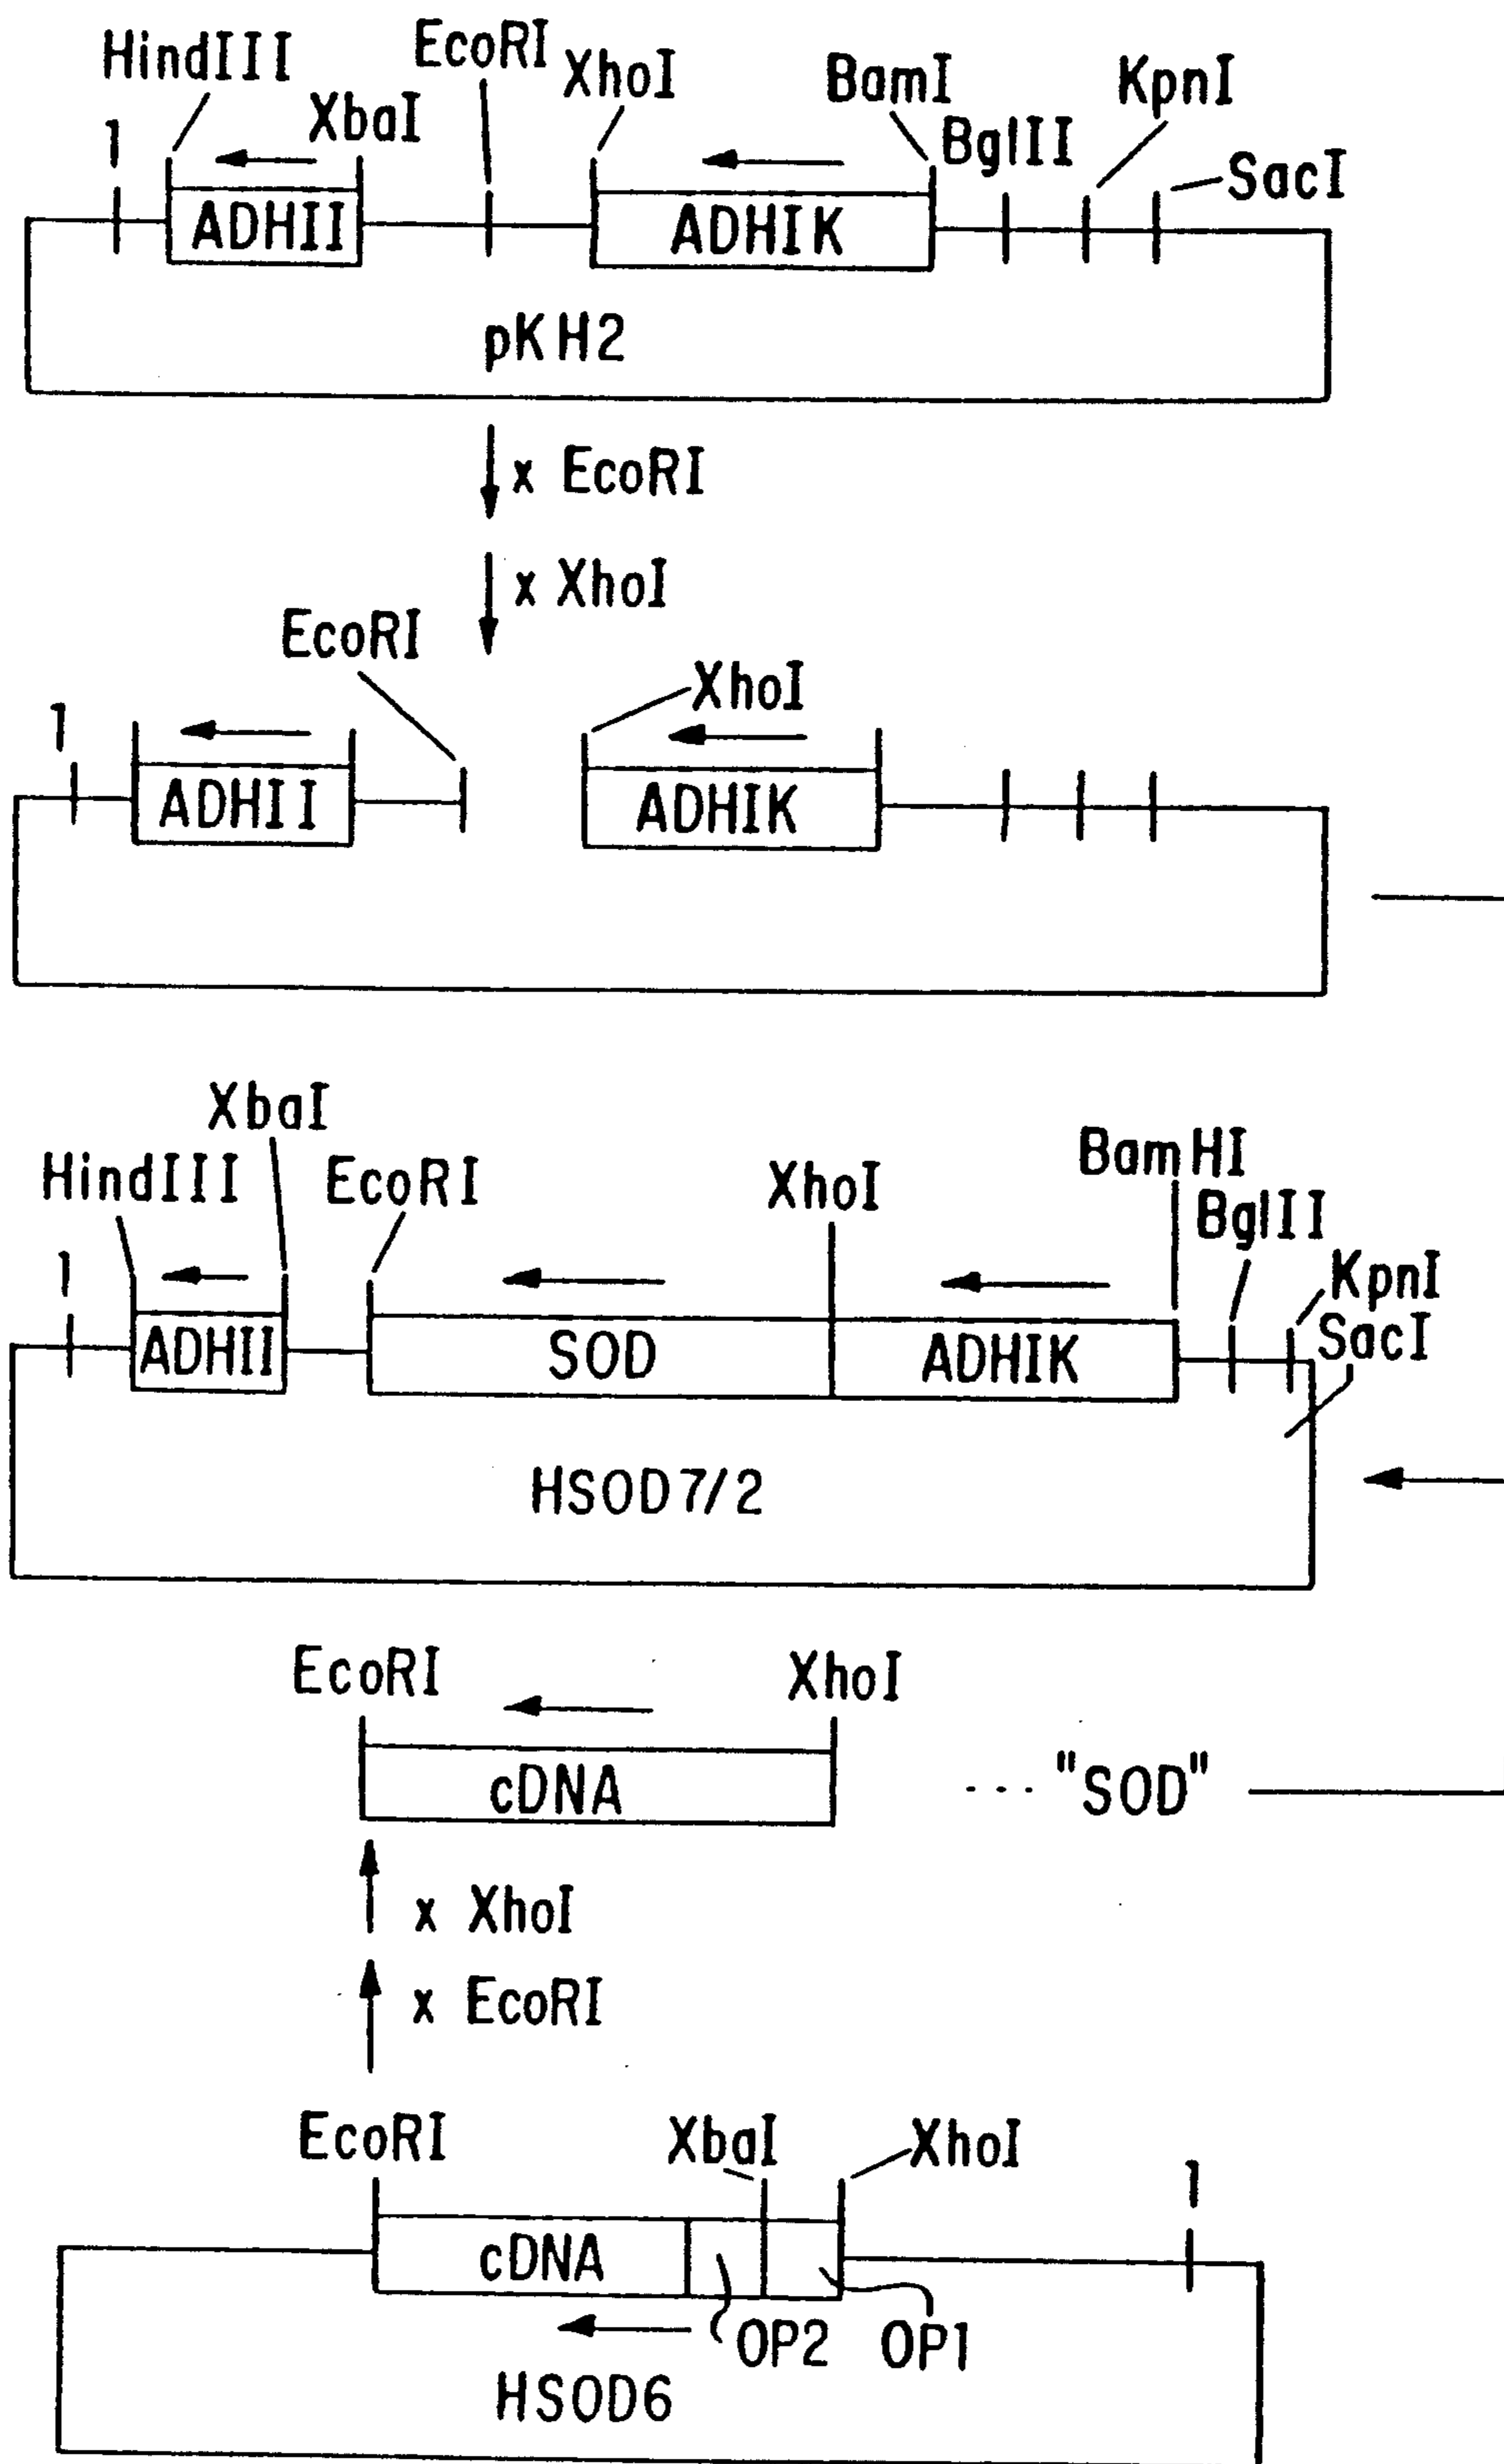 HindIII EcoRI XhoI BamI KpnI
1 XbaI BglII SacI
ADHII ADHIK
pKH2
x EcoRI
x XhoI
EcoRI XhoI
1
ADHII ADHIK
XbaI
HindIII EcoRI XhoI BamHI
BglII
1 KpnI
SacI
ADHII SOD ADHIK
HSOD7/2
EcoRI XhoI
cDNA ... "SOD"
x XhoI
x EcoRI
EcoRI XbaI XhoI
1
cDNA
OP2 OP1
HSOD6